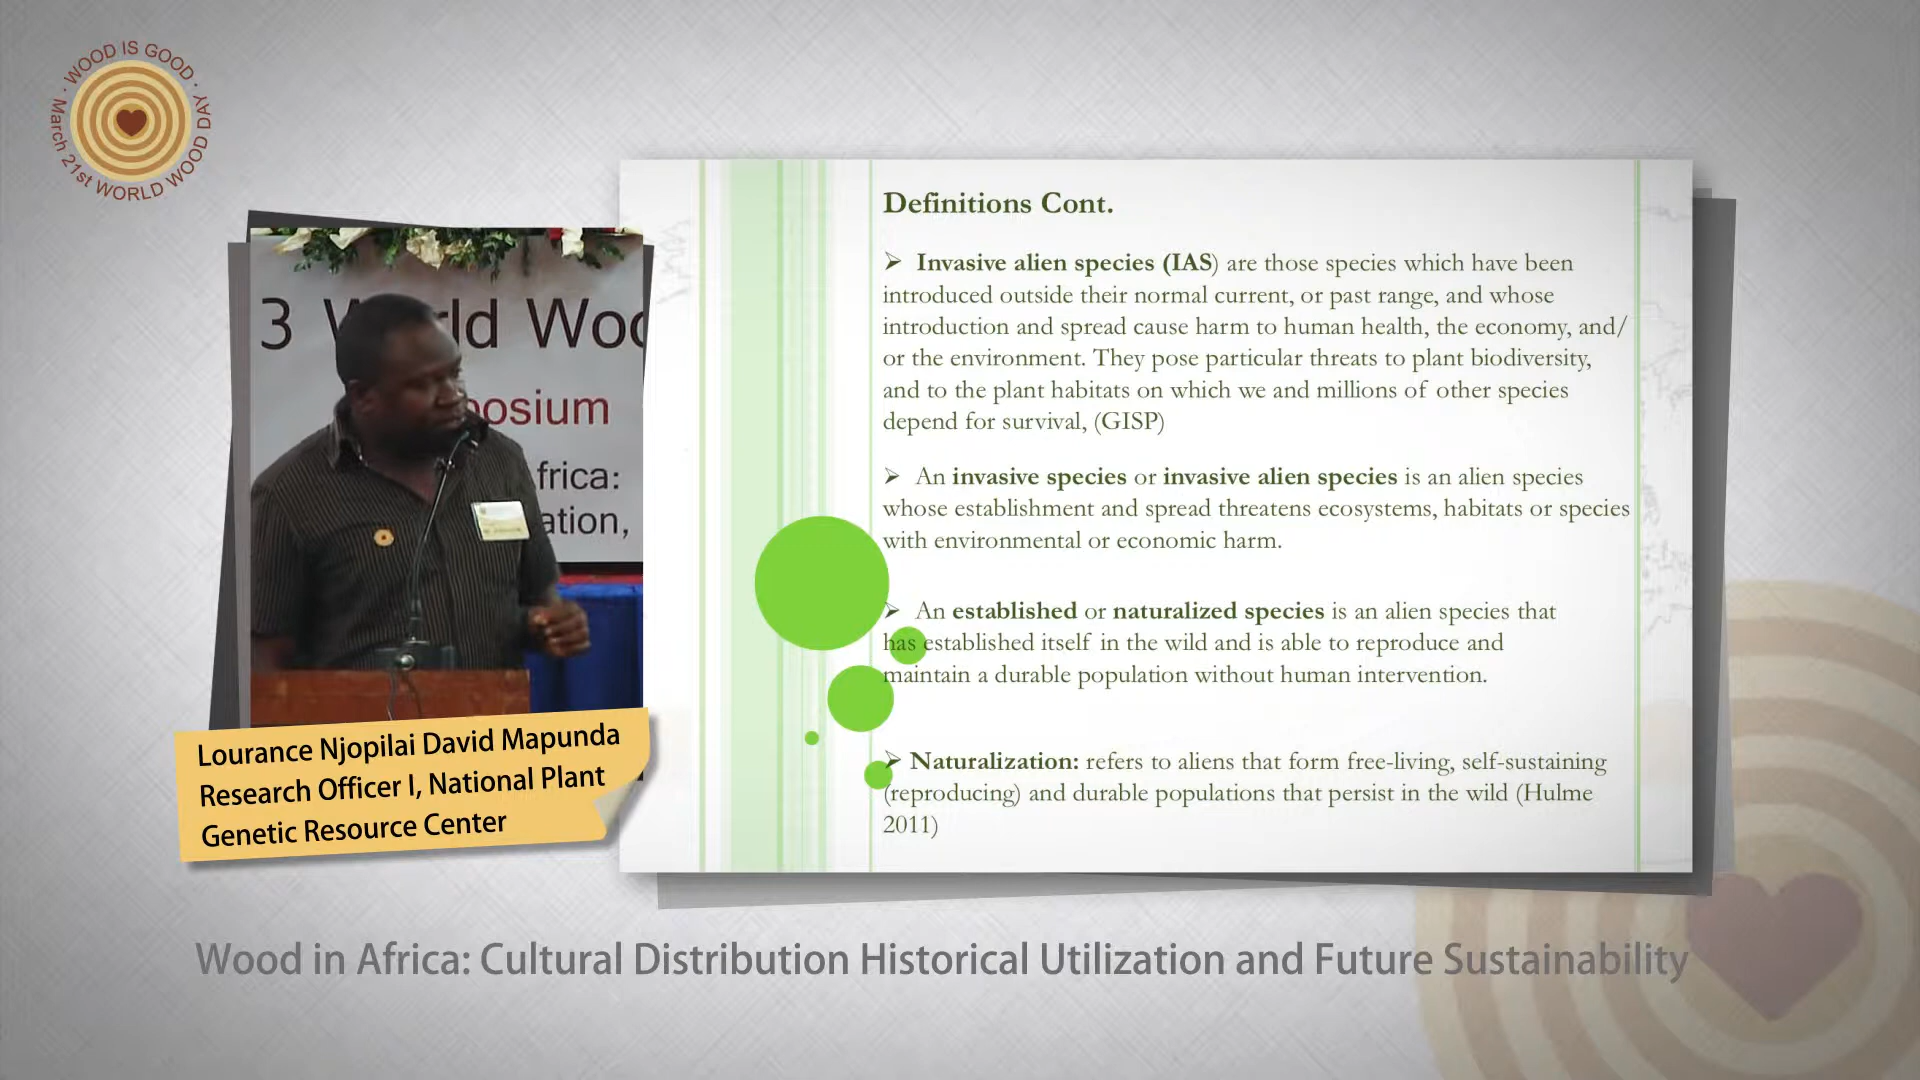 WOOD IS GOOD · March 21st WORLD WOOD DAY ·
3 World Woo
posium
frica:
ation,
Lourance Njopilai David Mapunda
Research Officer I, National Plant
Genetic Resource Center
Definitions Cont.
➢ Invasive alien species (IAS) are those species which have been
introduced outside their normal current, or past range, and whose
introduction and spread cause harm to human health, the economy, and/
or the environment. They pose particular threats to plant biodiversity,
and to the plant habitats on which we and millions of other species
depend for survival, (GISP)
➢ An invasive species or invasive alien species is an alien species
whose establishment and spread threatens ecosystems, habitats or species
with environmental or economic harm.
➢ An established or naturalized species is an alien species that
has established itself in the wild and is able to reproduce and
maintain a durable population without human intervention.
➢ Naturalization: refers to aliens that form free-living, self-sustaining
(reproducing) and durable populations that persist in the wild (Hulme
2011)
Wood in Africa: Cultural Distribution Historical Utilization and Future Sustainability